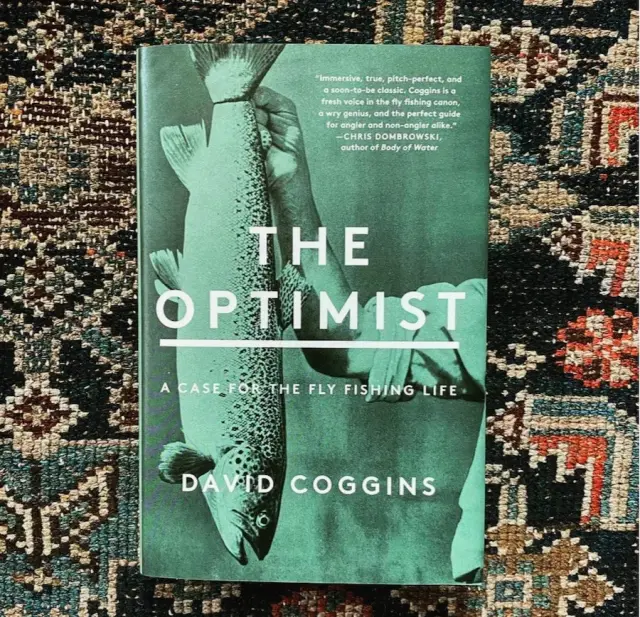 "Immersive, true, pitch-perfect, and
a soon-to-be classic. Coggins is a
fresh voice in the fly fishing canon,
a wry genius, and the perfect guide
for angler and non-angler alike."
—CHRIS DOMBROWSKI,
author of Body of Water
THE
OPTIMIST
A CASE FOR THE FLY FISHING LIFE
DAVID COGGINS